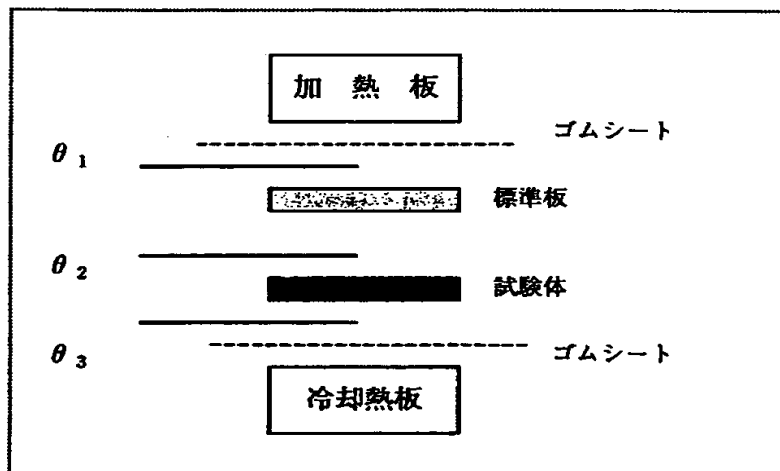 加 熱 板
ゴムシート
θ 1
標準板
θ 2
試験体
θ 3
ゴムシート
冷却熱板